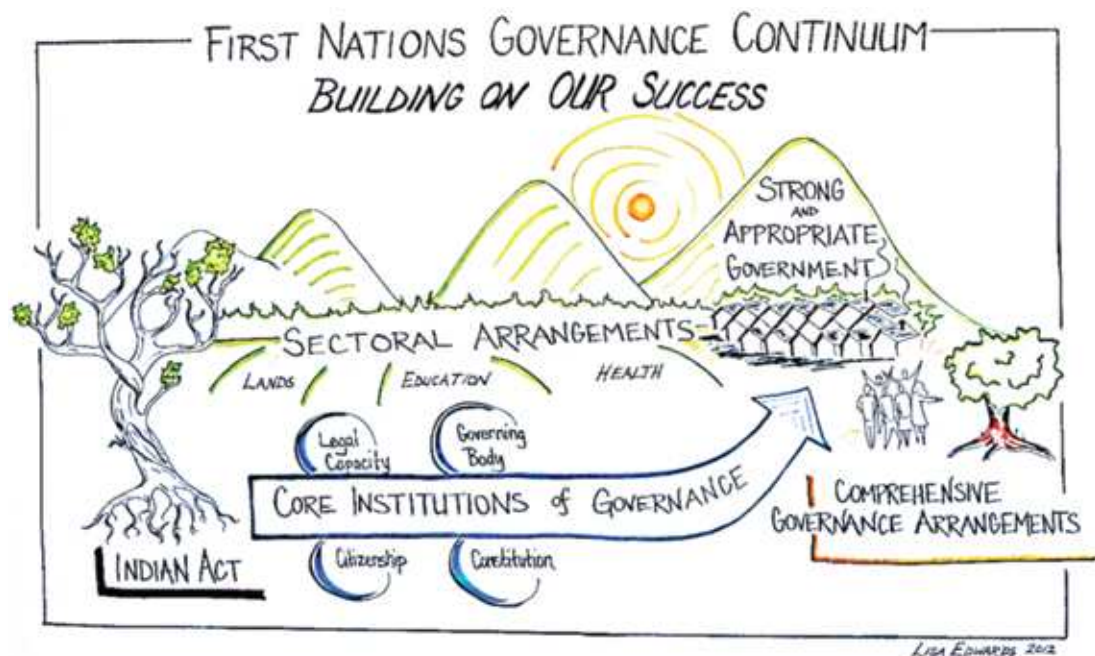 FIRST NATIONS GOVERNANCE CONTINUUM
BUILDING ON OUR SUCCESS
STRONG
AND
APPROPRIATE
GOVERNMENT
SECTORAL ARRANGEMENTS
LANDS
EDUCATION
HEALTH
Legal
Capacity
Governing
Body
CORE INSTITUTIONS of GOVERNANCE
Citizenship
Constitution
INDIAN ACT
COMPREHENSIVE
GOVERNANCE ARRANGEMENTS
LISA EDWARDS 2012